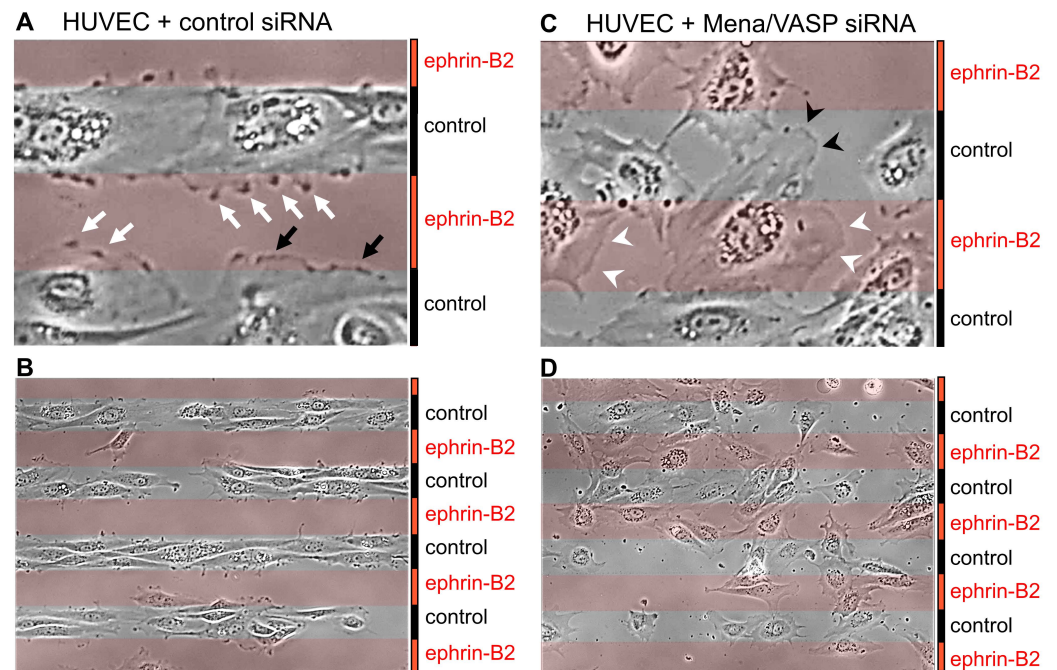 A HUVEC + control siRNA
ephrin-B2
control
ephrin-B2
control
B
control
ephrin-B2
control
ephrin-B2
control
ephrin-B2
control
ephrin-B2
C HUVEC + Mena/VASP siRNA
ephrin-B2
control
ephrin-B2
control
D
control
ephrin-B2
control
ephrin-B2
control
ephrin-B2
control
ephrin-B2